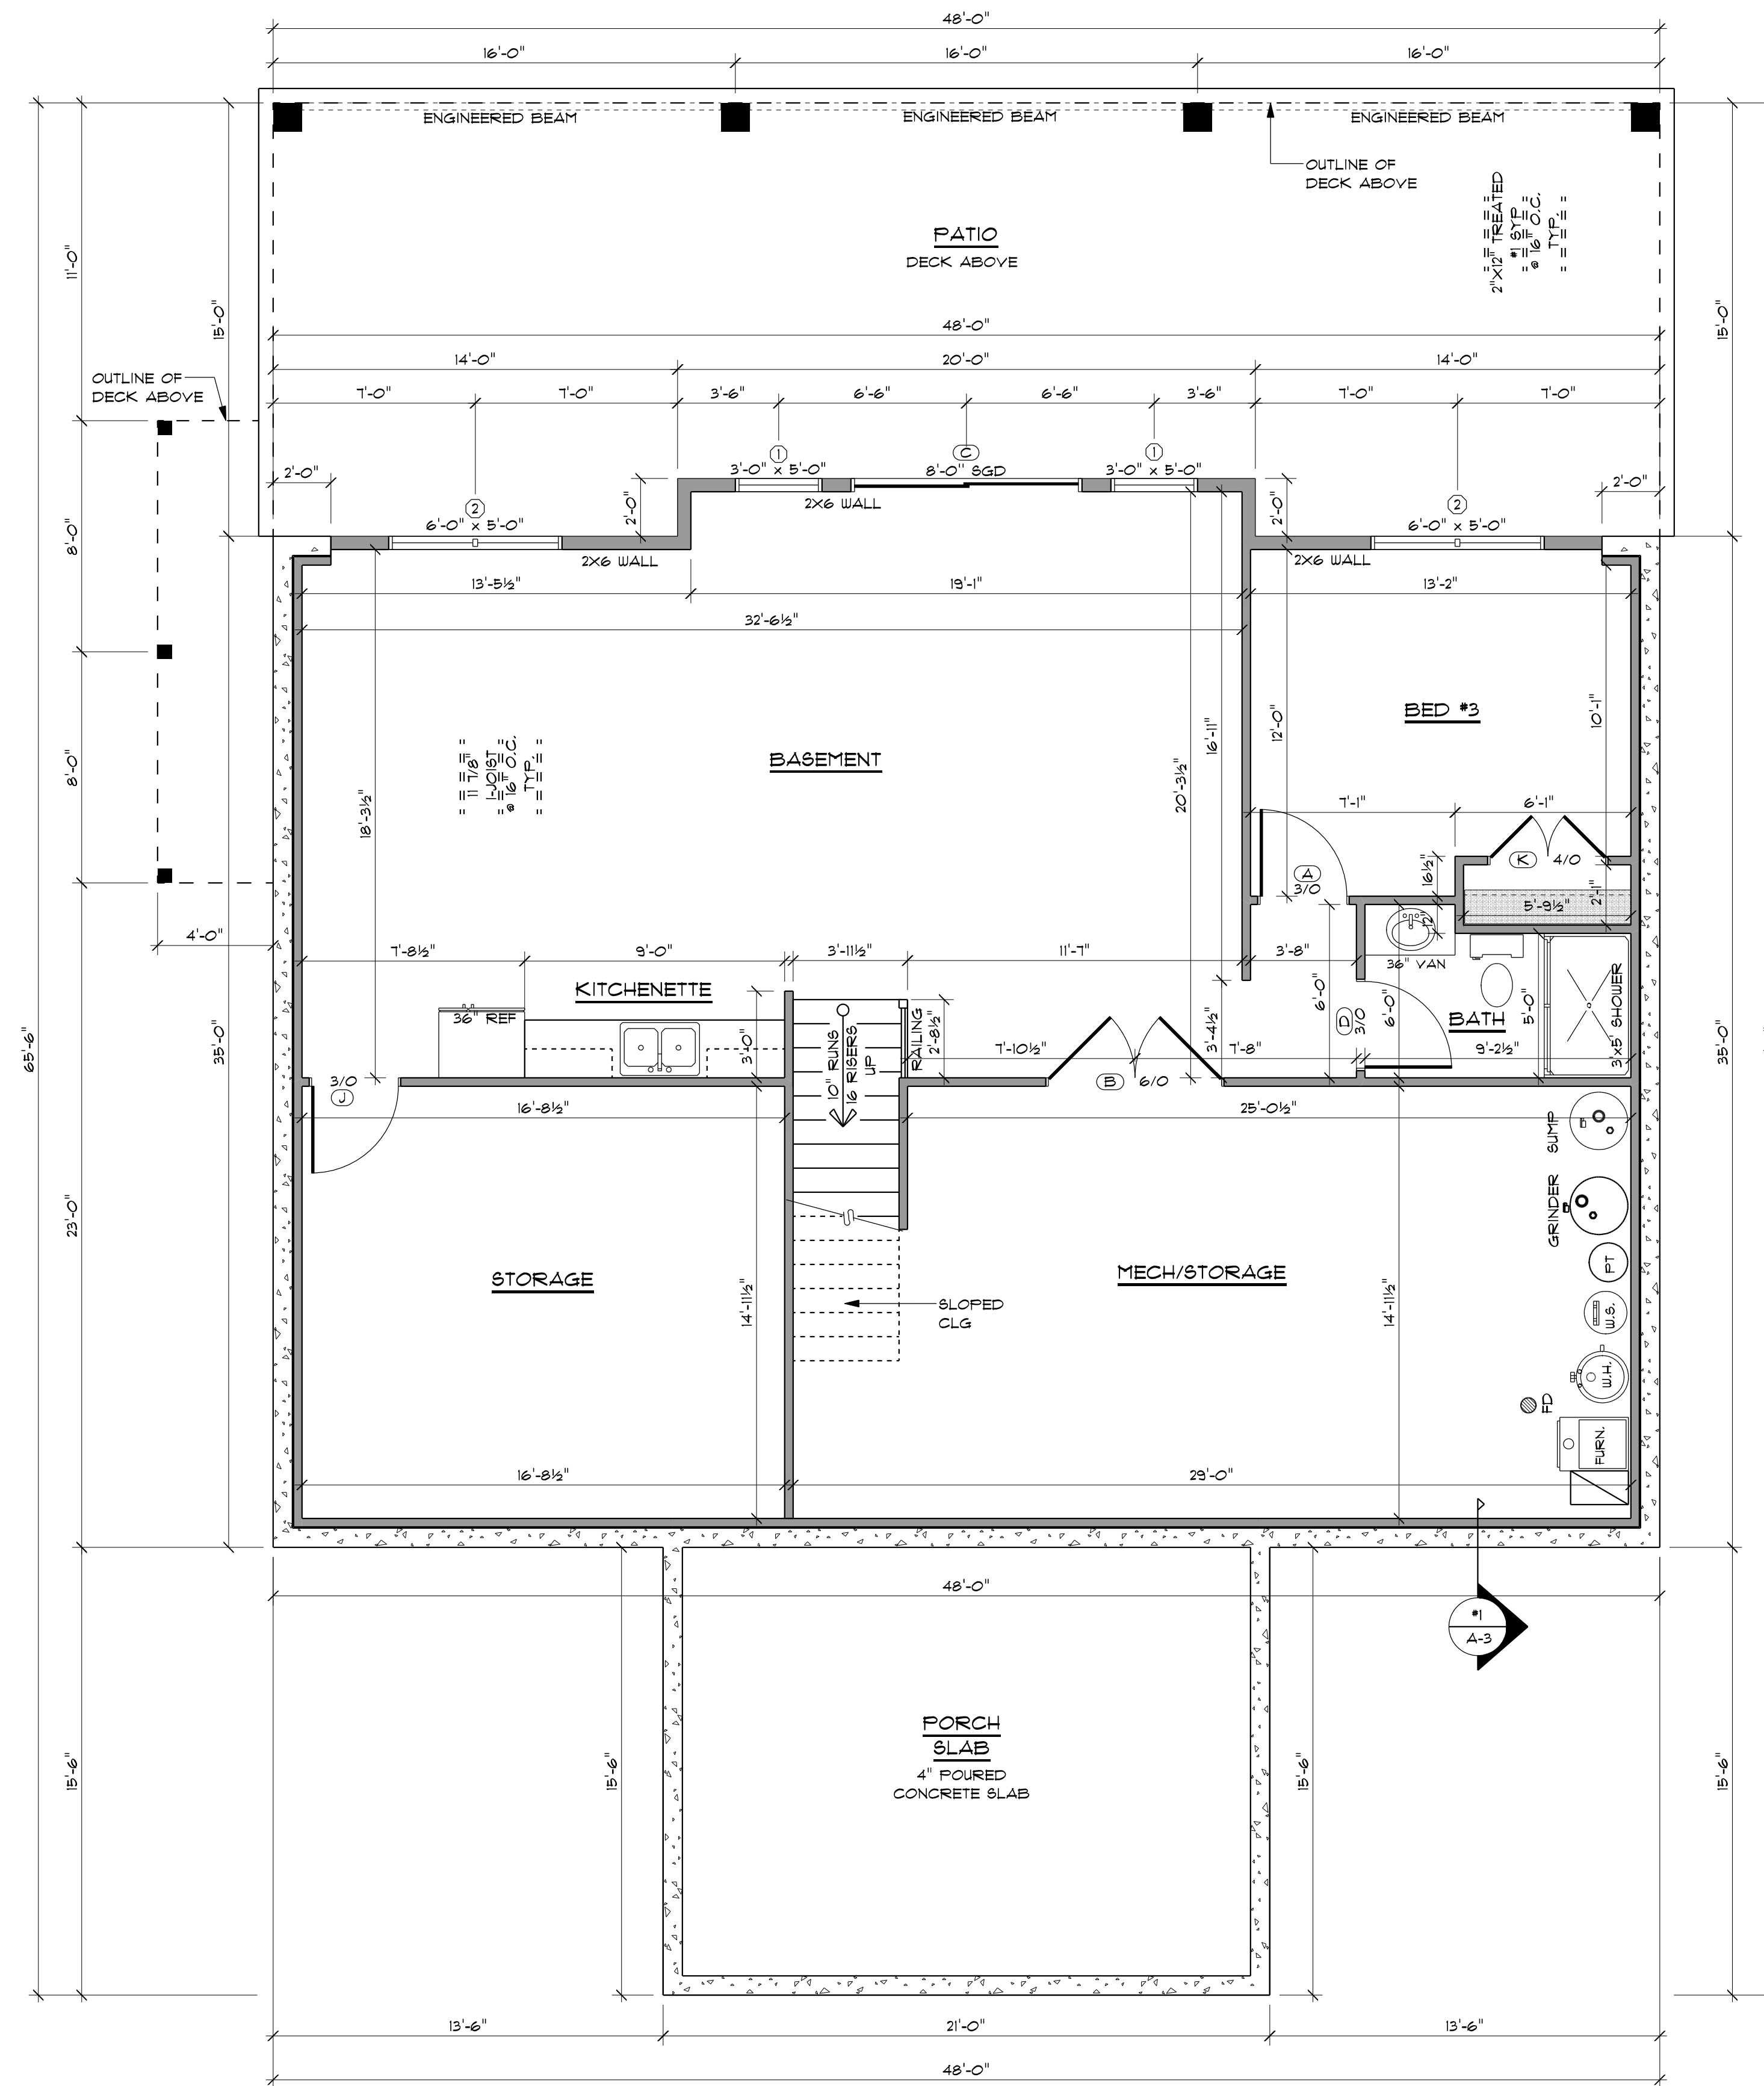 48'-0"
16'-0" 16'-0" 16'-0"
ENGINEERED BEAM ENGINEERED BEAM ENGINEERED BEAM
OUTLINE OF
DECK ABOVE
2"X12" TREATED
#1 SYP
@ 16" O.C.
TYP.
PATIO
DECK ABOVE
11'-0"
15'-0"
15'-0"
48'-0"
14'-0" 20'-0" 14'-0"
OUTLINE OF
DECK ABOVE
7'-0" 7'-0" 3'-6" 6'-6" 6'-6" 3'-6" 7'-0" 7'-0"
1 C 1
3'-0" x 5'-0" 8'-0" SGD 3'-0" x 5'-0"
2'-0" 2'-0"
2X6 WALL
2 2
6'-0" x 5'-0" 2'-0" 2'-0" 6'-0" x 5'-0"
2X6 WALL 2X6 WALL
8'-0"
13'-5½" 19'-1" 13'-2"
32'-6½"
BED #3
10'-1"
12'-0"
16'-11"
20'-3½"
BASEMENT
11 7/8"
I-JOIST
@ 16" O.C.
TYP.
18'-3½"
8'-0"
7'-1" 6'-1"
K 4/0
A
3/0
16½"
2'-1"
5'-9½"
12"
4'-0"
7'-8½" 9'-0" 3'-11½" 11'-7" 3'-8"
36" VAN
KITCHENETTE
36" REF
3'-0"
10" RUNS
16 RISERS
UP
RAILING
2'-8½"
3'-4½"
6'-0"
D
3/0
6'-0"
BATH
5'-0"
3'x5' SHOWER
7'-10½" 7'-8" 9'-2½"
65'-6"
35'-0"
35'-0"
3/0
J
B 6/0
16'-8½" 25'-0½"
SUMP
GRINDER
PT
W.S.
W.H.
FD
FURN.
23'-0"
STORAGE
MECH/STORAGE
14'-11½"
14'-11½"
SLOPED
CLG
16'-8½" 29'-0"
48'-0"
#1
A-3
PORCH
SLAB
4" POURED
CONCRETE SLAB
15'-6"
15'-6"
15'-6"
15'-6"
13'-6" 21'-0" 13'-6"
48'-0"